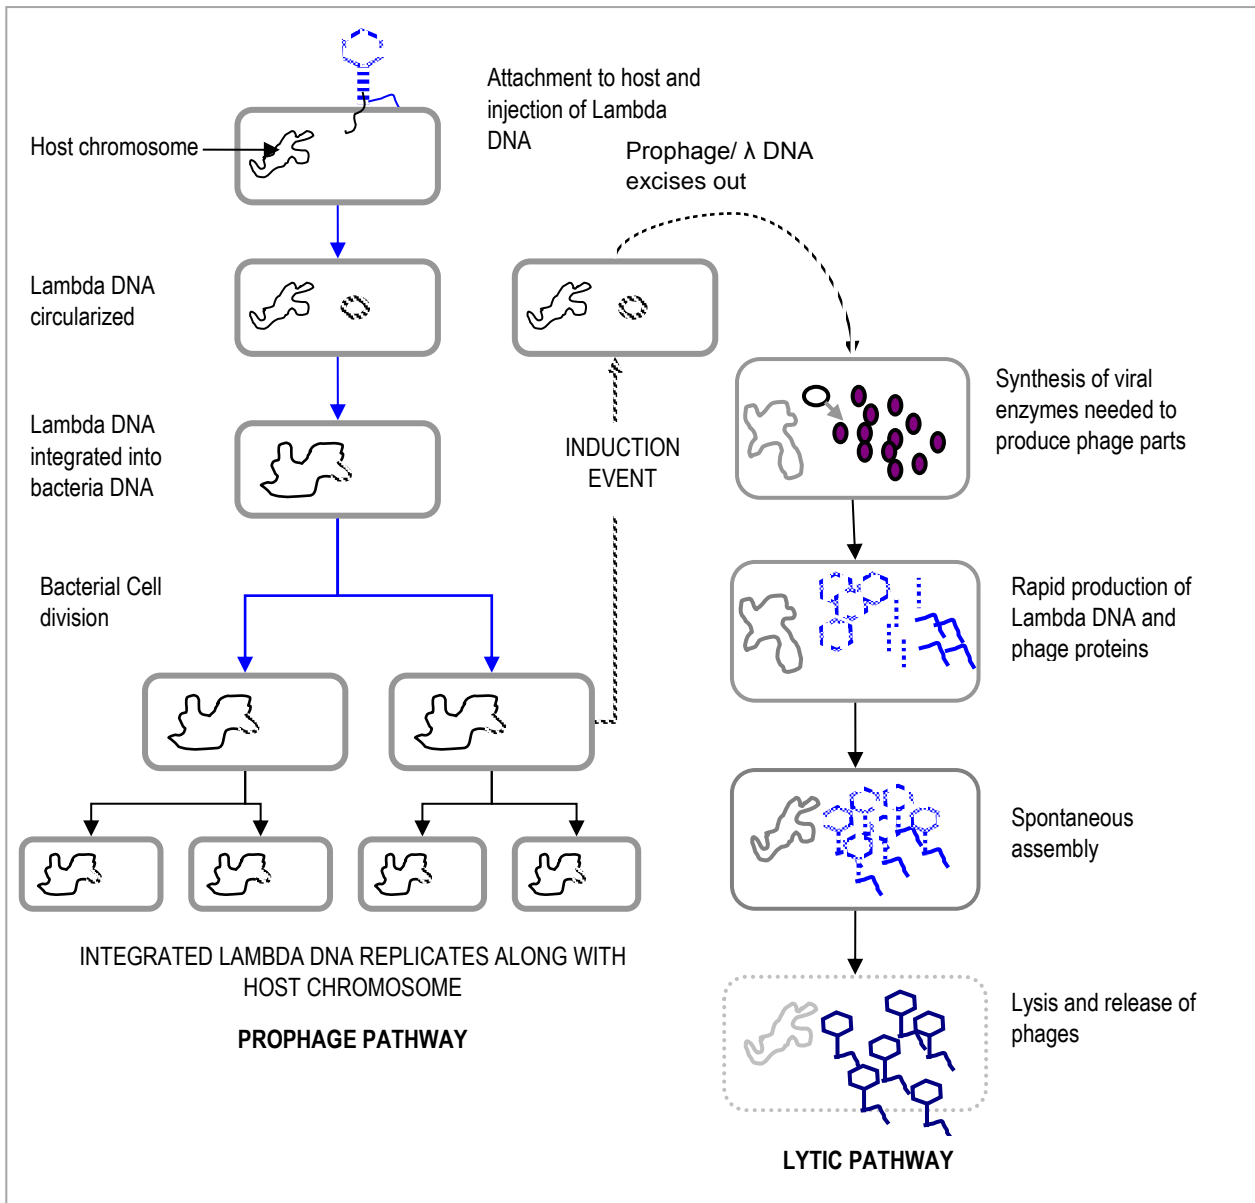 Attachment to host and
injection of Lambda
DNA
Host chromosome
Prophage/ λ DNA
excises out
Lambda DNA
circularized
Lambda DNA
integrated into
bacteria DNA
INDUCTION
EVENT
Synthesis of viral
enzymes needed to
produce phage parts
Bacterial Cell
division
Rapid production of
Lambda DNA and
phage proteins
Spontaneous
assembly
INTEGRATED LAMBDA DNA REPLICATES ALONG WITH
HOST CHROMOSOME
PROPHAGE PATHWAY
Lysis and release of
phages
LYTIC PATHWAY